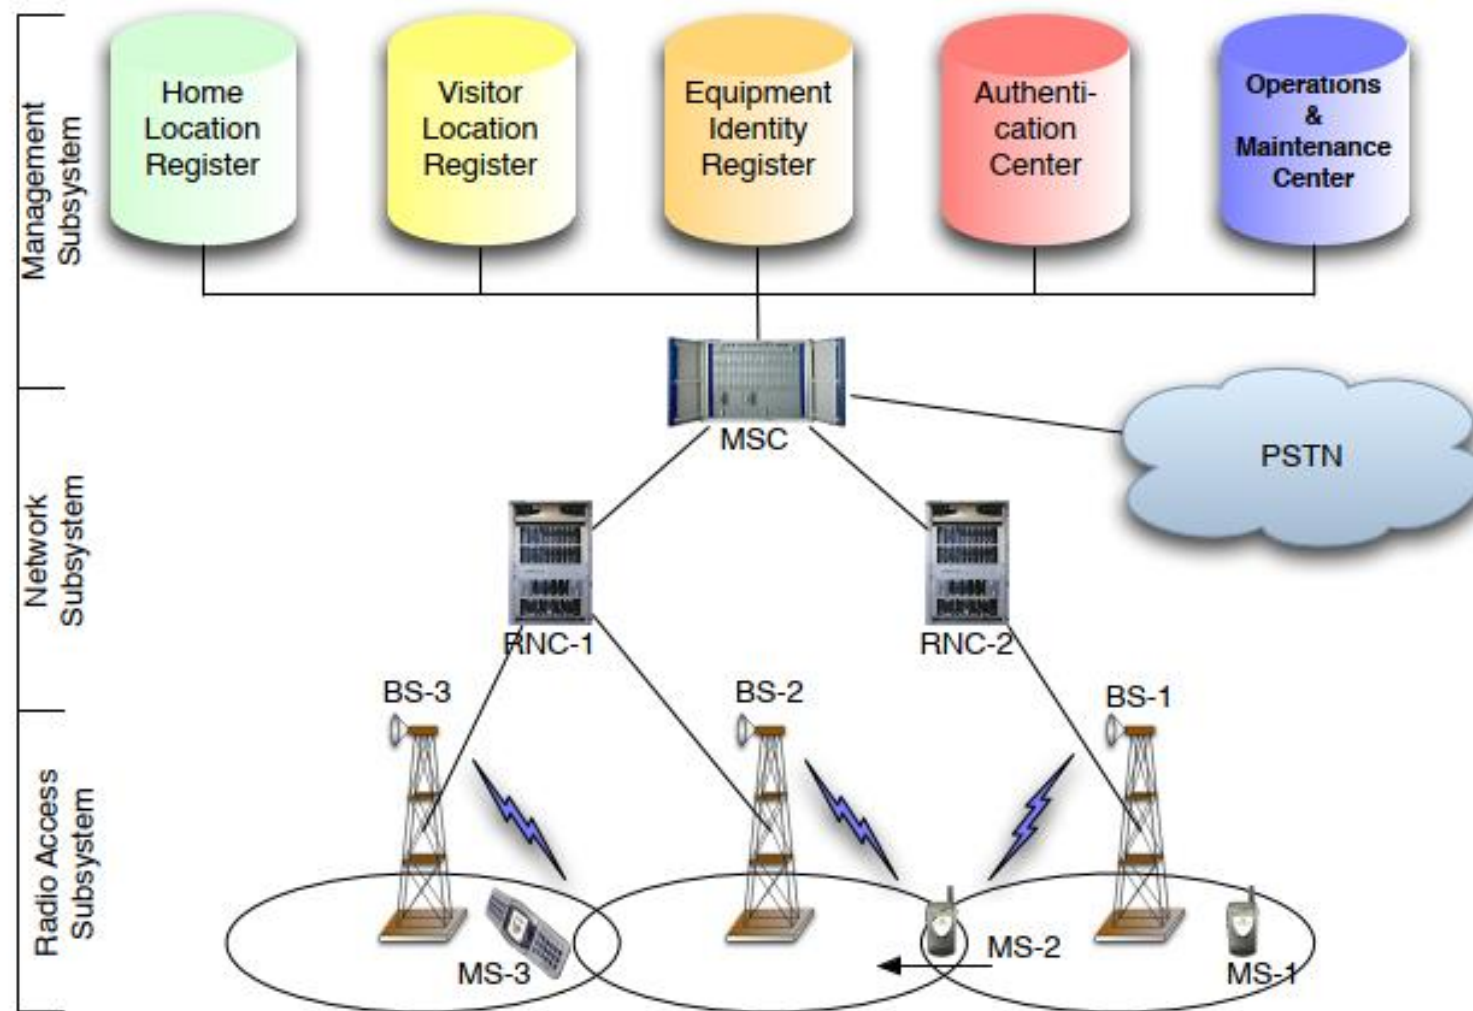 Home
Location
Register
Visitor
Location
Register
Equipment
Identity
Register
Authenti-
cation
Center
Operations
&
Maintenance
Center
Management
Subsystem
MSC
PSTN
Network
Subsystem
RNC-1
RNC-2
BS-3
BS-2
BS-1
Radio Access
Subsystem
MS-3
MS-2
MS-1